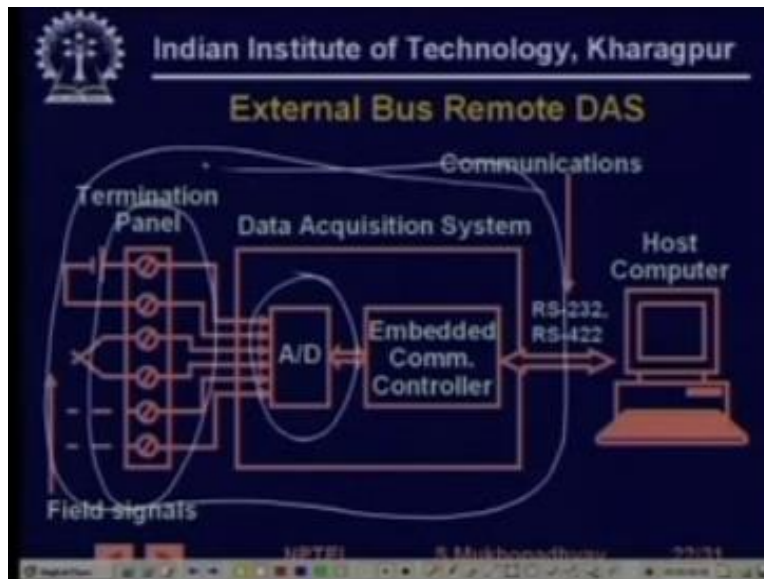 Indian Institute of Technology, Kharagpur
External Bus Remote DAS
Communications
Termination
Panel
Data Acquisition System
Host
Computer
RS-232,
RS-422
A/D
Embedded
Comm.
Controller
Field signals
NPTEL
S.Mukhopadhyay
22/31